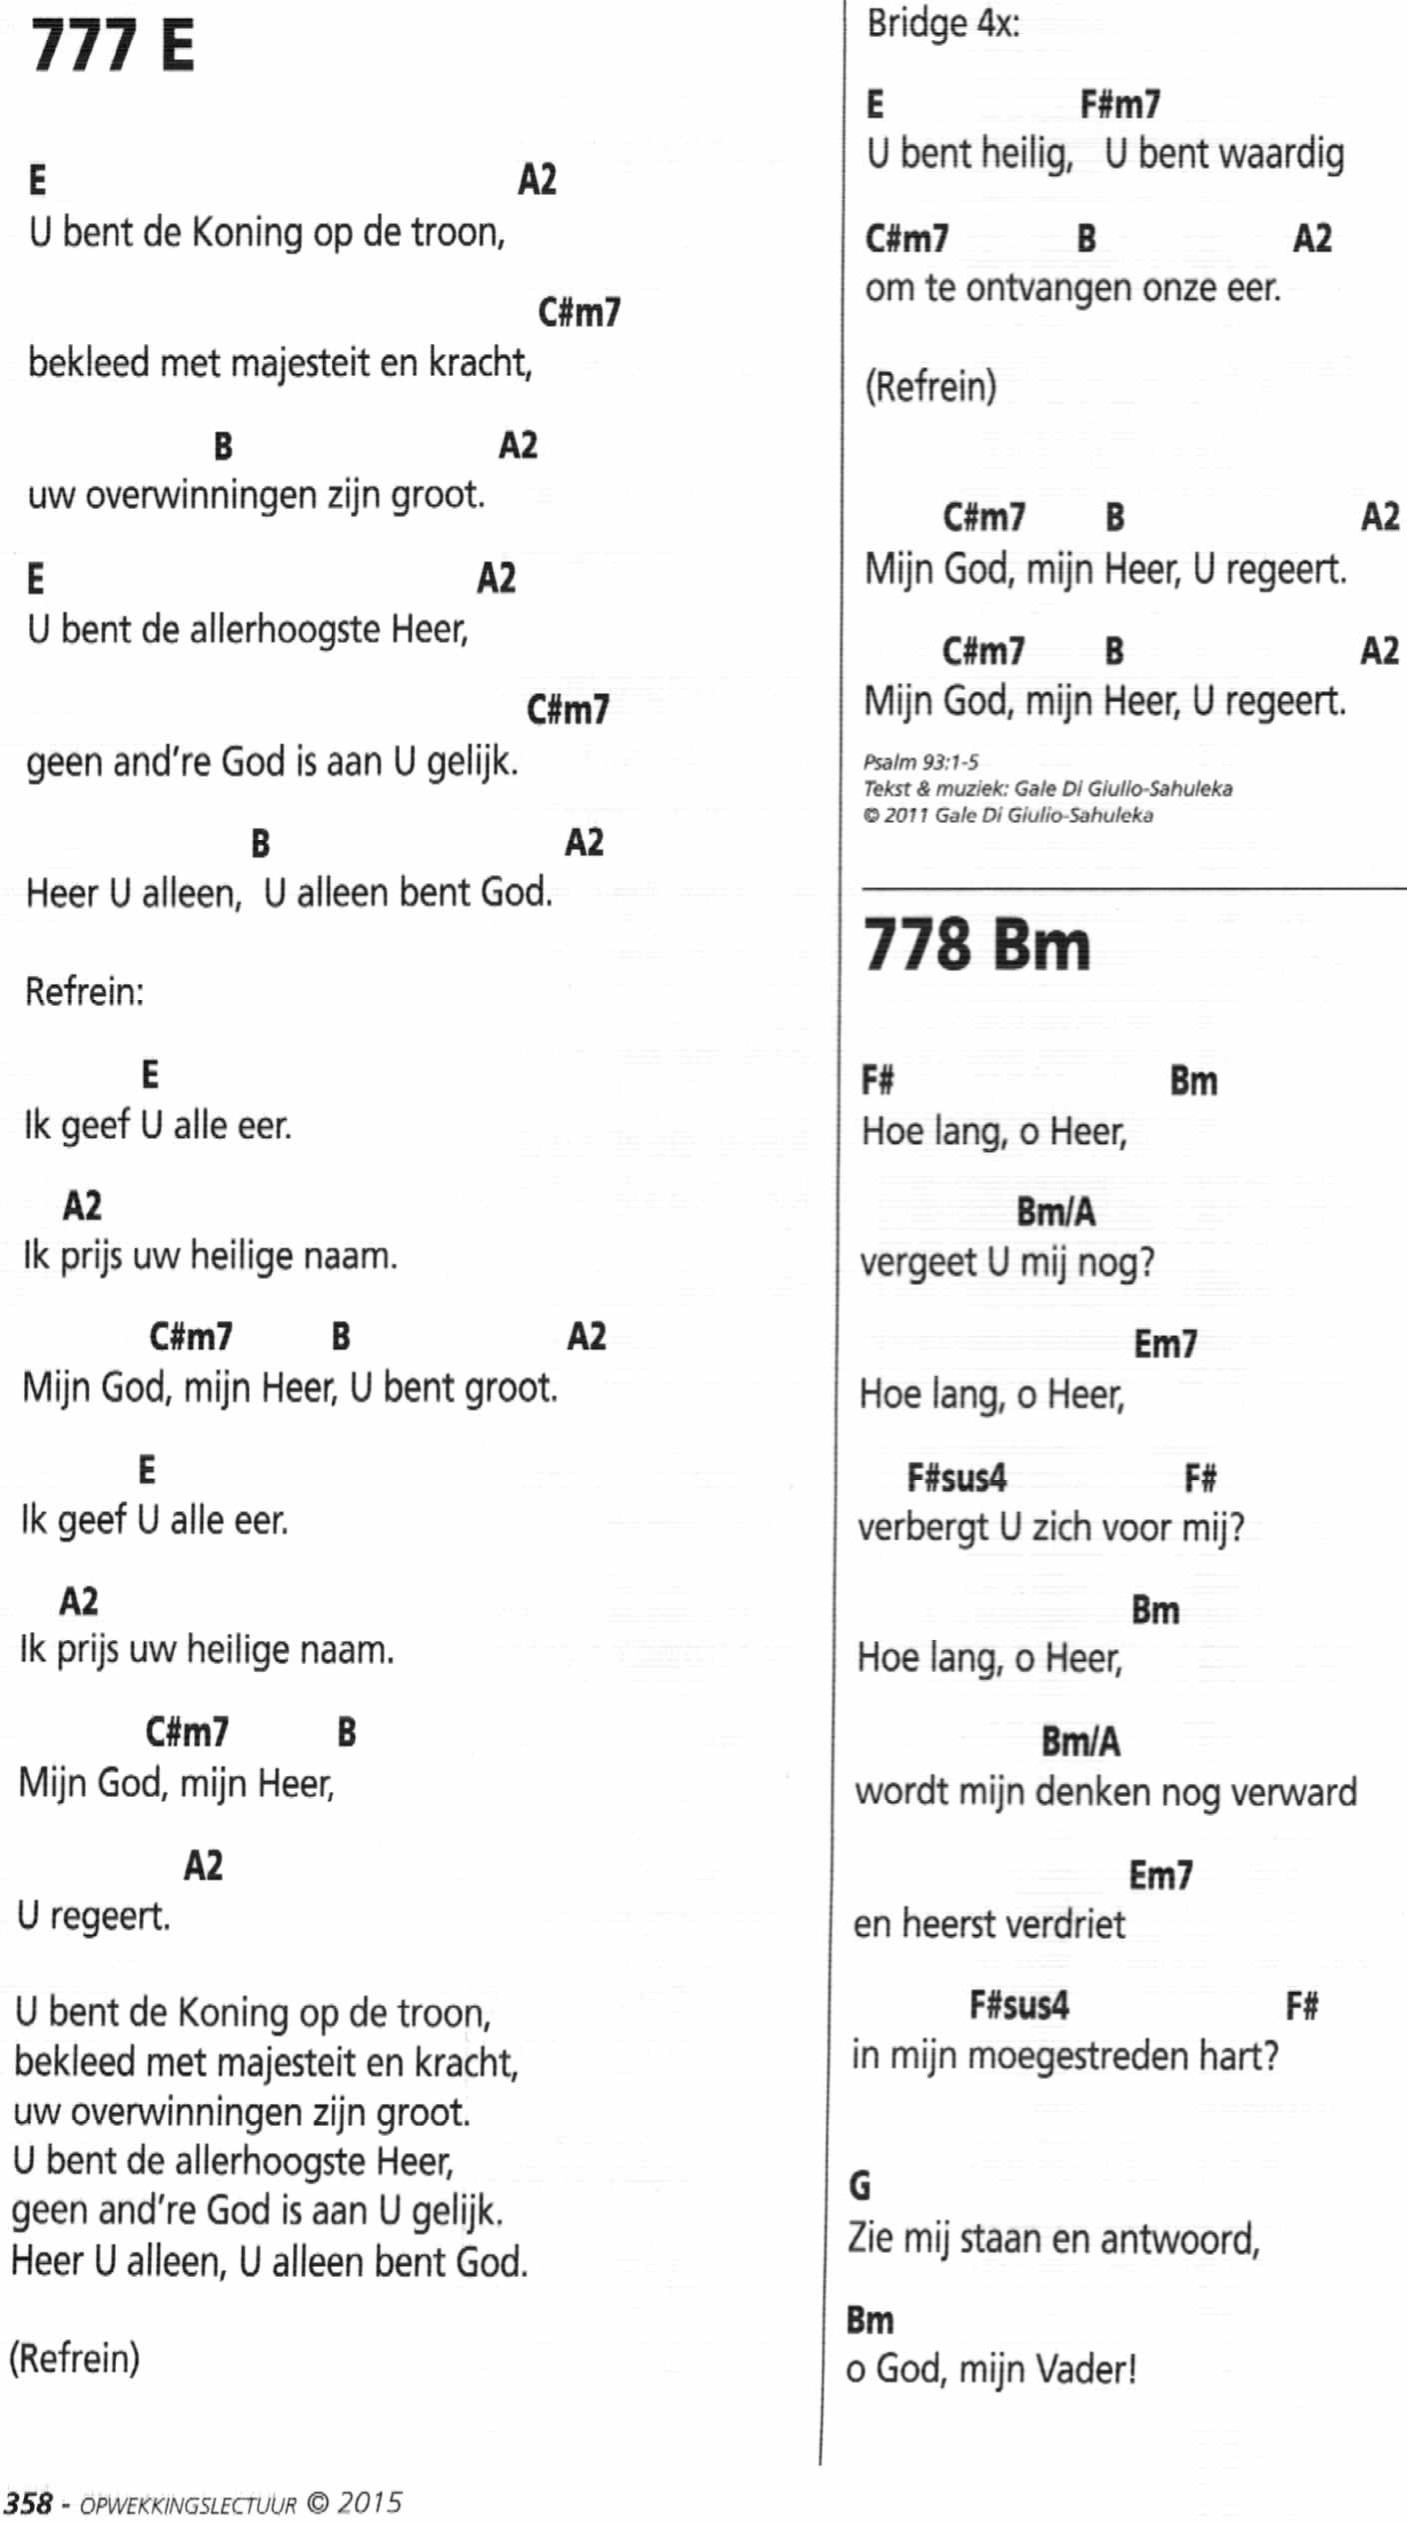 777 E
E A2
U bent de Koning op de troon,
C#m7
bekleed met majesteit en kracht,
B A2
uw overwinningen zijn groot.
E A2
U bent de allerhoogste Heer,
C#m7
geen and're God is aan U gelijk.
B A2
Heer U alleen, U alleen bent God.
Refrein:
E
Ik geef U alle eer.
A2
Ik prijs uw heilige naam.
C#m7 B A2
Mijn God, mijn Heer, U bent groot.
E
Ik geef U alle eer.
A2
Ik prijs uw heilige naam.
C#m7 B
Mijn God, mijn Heer,
A2
U regeert.
U bent de Koning op de troon,
bekleed met majesteit en kracht,
uw overwinningen zijn groot.
U bent de allerhoogste Heer,
geen and're God is aan U gelijk.
Heer U alleen, U alleen bent God.
(Refrein)
Bridge 4x:
E F#m7
U bent heilig, U bent waardig
C#m7 B A2
om te ontvangen onze eer.
(Refrein)
C#m7 B A2
Mijn God, mijn Heer, U regeert.
C#m7 B A2
Mijn God, mijn Heer, U regeert.
Psalm 93:1-5
Tekst & muziek: Gale Di Giulio-Sahuleka
© 2011 Gale Di Giulio-Sahuleka
778 Bm
F# Bm
Hoe lang, o Heer,
Bm/A
vergeet U mij nog?
Em7
Hoe lang, o Heer,
F#sus4 F#
verbergt U zich voor mij?
Bm
Hoe lang, o Heer,
Bm/A
wordt mijn denken nog verward
Em7
en heerst verdriet
F#sus4 F#
in mijn moegestreden hart?
G
Zie mij staan en antwoord,
Bm
o God, mijn Vader!
358 - OPWEKKINGSLECTUUR © 2015